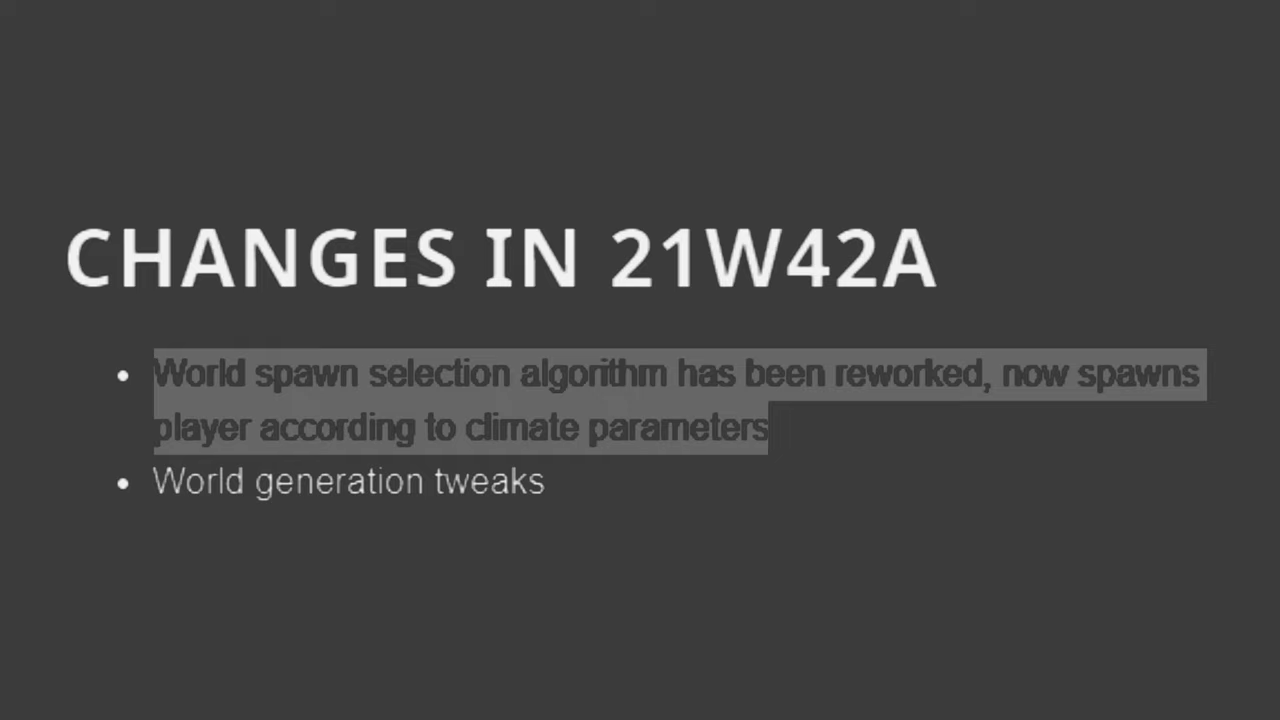 CHANGES IN 21W42A
• World spawn selection algorithm has been reworked, now spawns
player according to climate parameters
• World generation tweaks